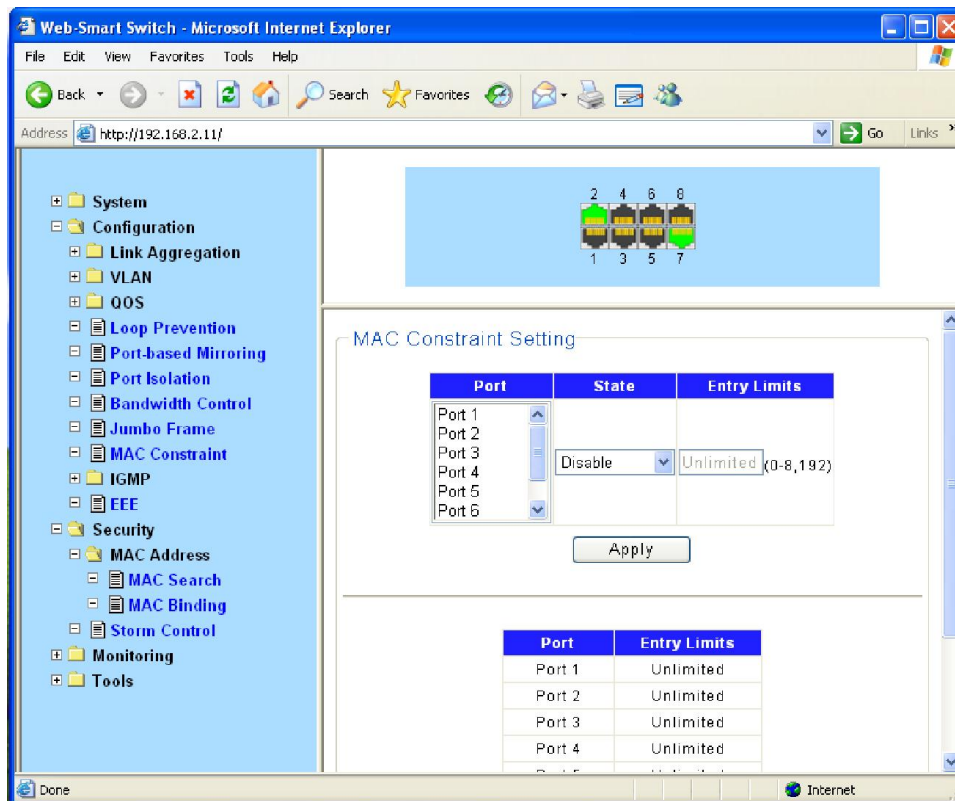 Web-Smart Switch - Microsoft Internet Explorer
File Edit View Favorites Tools Help
Back Search Favorites
Address http://192.168.2.11/ Go Links »
System
Configuration
Link Aggregation
VLAN
QOS
Loop Prevention
Port-based Mirroring
Port Isolation
Bandwidth Control
Jumbo Frame
MAC Constraint
IGMP
EEE
Security
MAC Address
MAC Search
MAC Binding
Storm Control
Monitoring
Tools
2 4 6 8
1 3 5 7
MAC Constraint Setting
Port State Entry Limits
Port 1
Port 2
Port 3
Port 4
Port 5
Port 6
Disable Unlimited (0-8,192)
Apply
Port Entry Limits
Port 1 Unlimited
Port 2 Unlimited
Port 3 Unlimited
Port 4 Unlimited
Done Internet